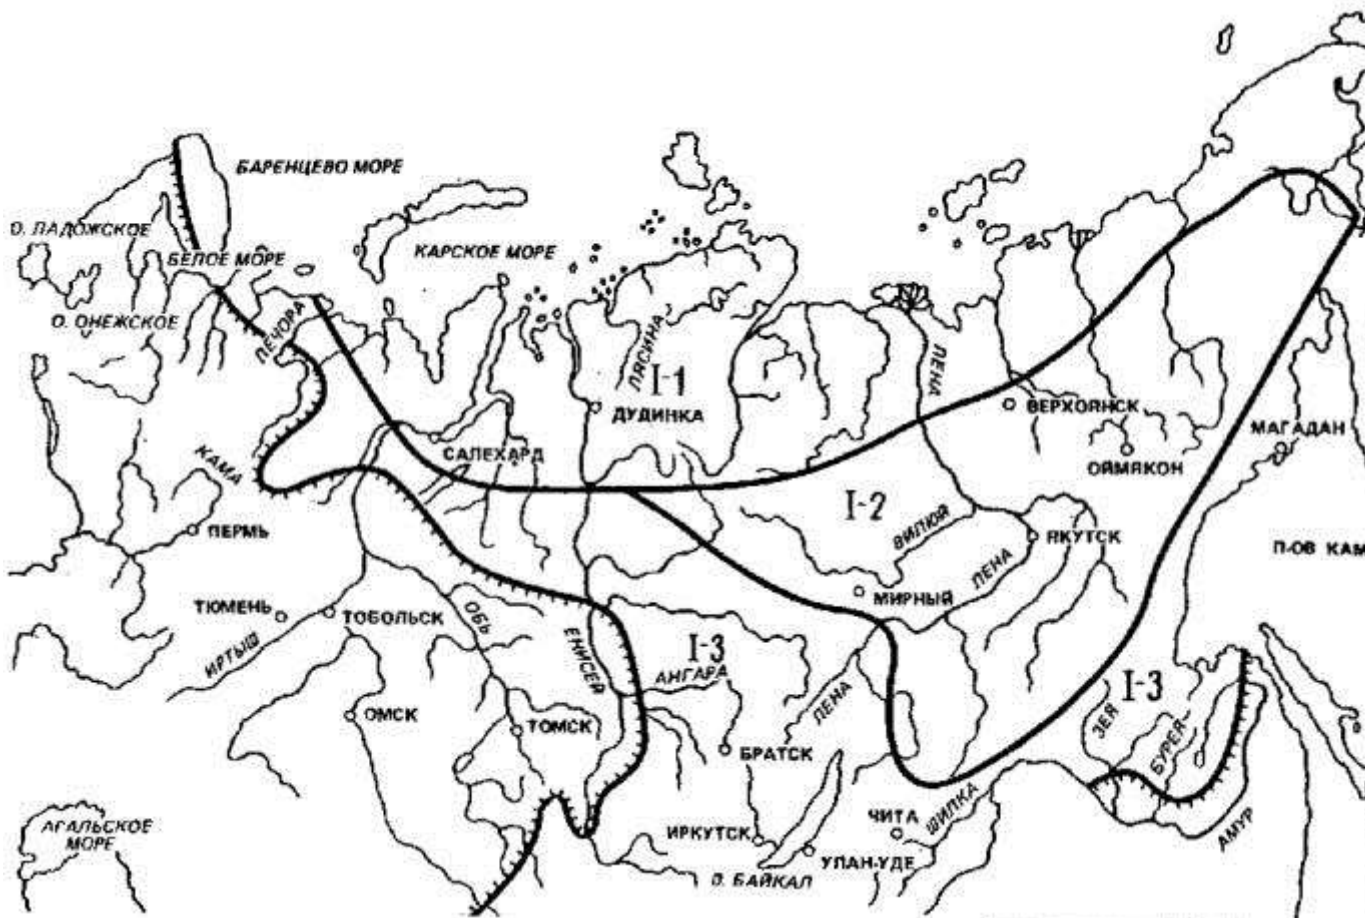 БАРЕНЦЕВО МОРЕ
О. ЛАДОЖСКОЕ
БЕЛОЕ МОРЕ
КАРСКОЕ МОРЕ
О. ОНЕЖСКОЕ
ПЕЧОРА
ПЯСИНА
I-1
ЛЕНА
ДУДИНКА
ВЕРХОЯНСК
САЛЕХАРД
МАГАДАН
ОЙМЯКОН
КАМА
I-2
ВИЛЮЙ
ПЕРМЬ
ЯКУТСК
П-ОВ КАМ
ЛЕНА
МИРНЫЙ
ТЮМЕНЬ
ТОБОЛЬСК
ОБЬ
ИРТЫШ
ЕНИСЕЙ
I-3
АНГАРА
I-3
ЛЕНА
ЗЕЯ
ОМСК
ТОМСК
БРАТСК
БУРЕЯ
АГАЛЬСКОЕ
МОРЕ
ИРКУТСК
ЧИТА
ШИЛКА
АМУР
УЛАН-УДЕ
О. БАЙКАЛ